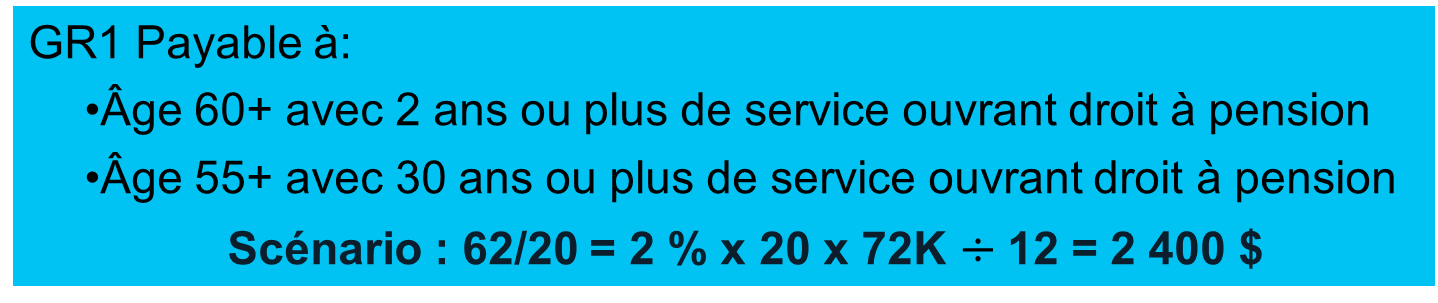 GR1 Payable à:
•Âge 60+ avec 2 ans ou plus de service ouvrant droit à pension
•Âge 55+ avec 30 ans ou plus de service ouvrant droit à pension
Scénario : 62/20 = 2 % x 20 x 72K ÷ 12 = 2 400 $